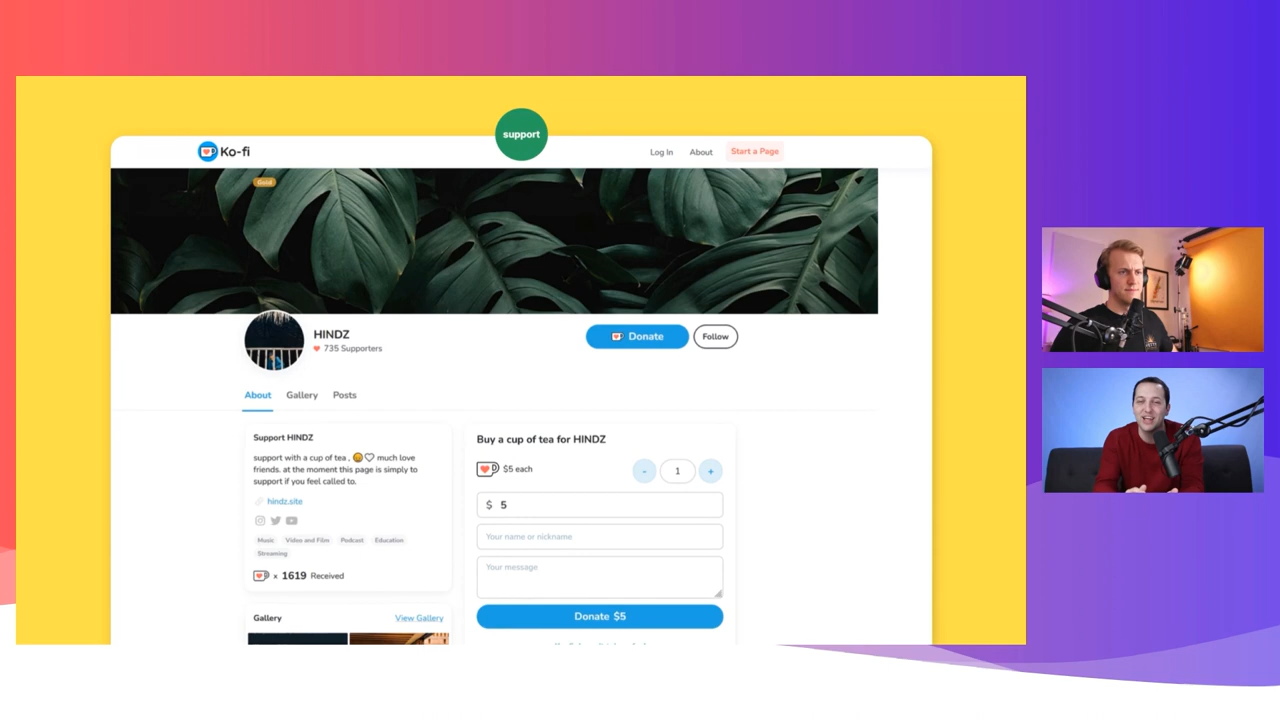 support
Ko-fi
Log In
About
Start a Page
Gold
HINDZ
735 Supporters
Donate
Follow
About
Gallery
Posts
Support HINDZ
support with a cup of tea , 😄♡ much love
friends. at the moment this page is simply to
support if you feel called to.
hindz.site
Music Video and Film Podcast Education
Streaming
x 1619 Received
Gallery
View Gallery
Buy a cup of tea for HINDZ
$5 each
- 1 +
$ 5
Your name or nickname
Your message
Donate $5